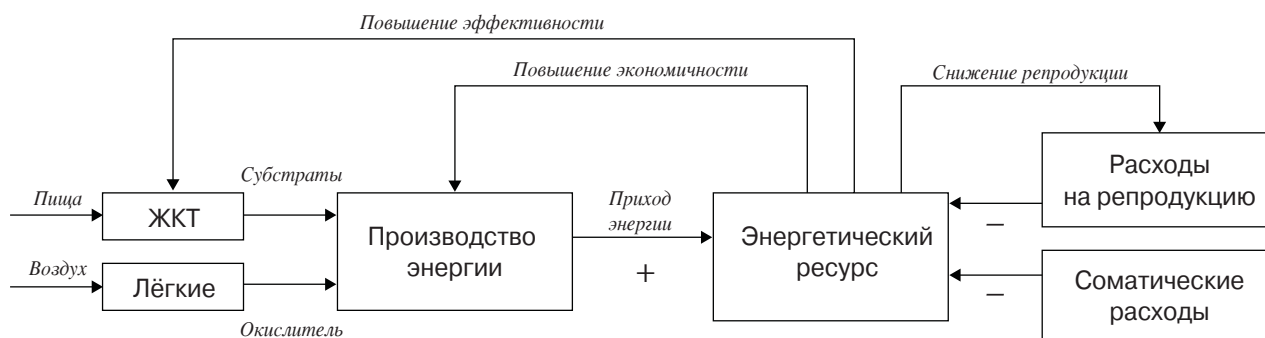 Повышение эффективности
Повышение экономичности
Снижение репродукции
Пища
ЖКТ
Субстраты
Воздух
Лёгкие
Окислитель
Производство
энергии
Приход
энергии
+
Энергетический
ресурс
Расходы
на репродукцию
−
Соматические
расходы
−